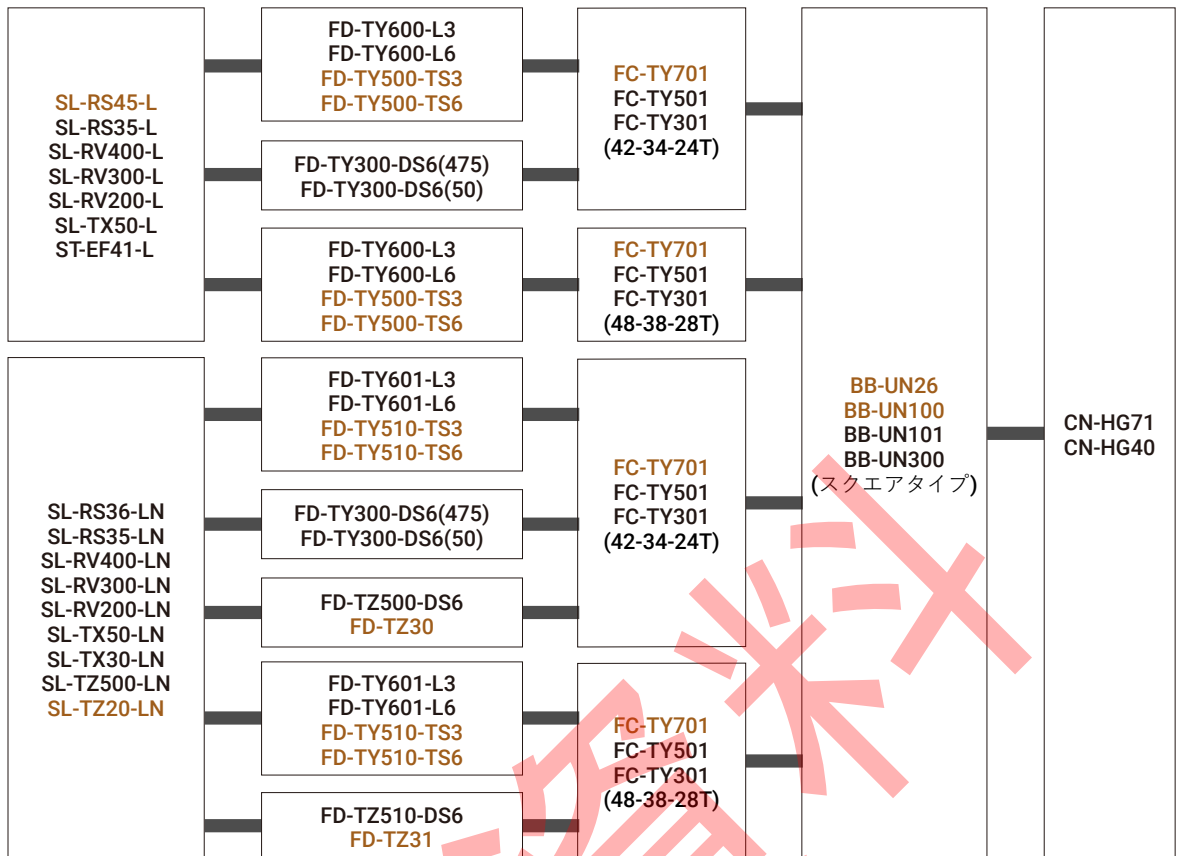 SL-RS45-L
SL-RS35-L
SL-RV400-L
SL-RV300-L
SL-RV200-L
SL-TX50-L
ST-EF41-L
FD-TY600-L3
FD-TY600-L6
FD-TY500-TS3
FD-TY500-TS6
FD-TY300-DS6(475)
FD-TY300-DS6(50)
FC-TY701
FC-TY501
FC-TY301
(42-34-24T)
FD-TY600-L3
FD-TY600-L6
FD-TY500-TS3
FD-TY500-TS6
FC-TY701
FC-TY501
FC-TY301
(48-38-28T)
SL-RS36-LN
SL-RS35-LN
SL-RV400-LN
SL-RV300-LN
SL-RV200-LN
SL-TX50-LN
SL-TX30-LN
SL-TZ500-LN
SL-TZ20-LN
FD-TY601-L3
FD-TY601-L6
FD-TY510-TS3
FD-TY510-TS6
FD-TY300-DS6(475)
FD-TY300-DS6(50)
FD-TZ500-DS6
FD-TZ30
FC-TY701
FC-TY501
FC-TY301
(42-34-24T)
FD-TY601-L3
FD-TY601-L6
FD-TY510-TS3
FD-TY510-TS6
FD-TZ510-DS6
FD-TZ31
FC-TY701
FC-TY501
FC-TY301
(48-38-28T)
BB-UN26
BB-UN100
BB-UN101
BB-UN300
(スクエアタイプ)
CN-HG71
CN-HG40
料